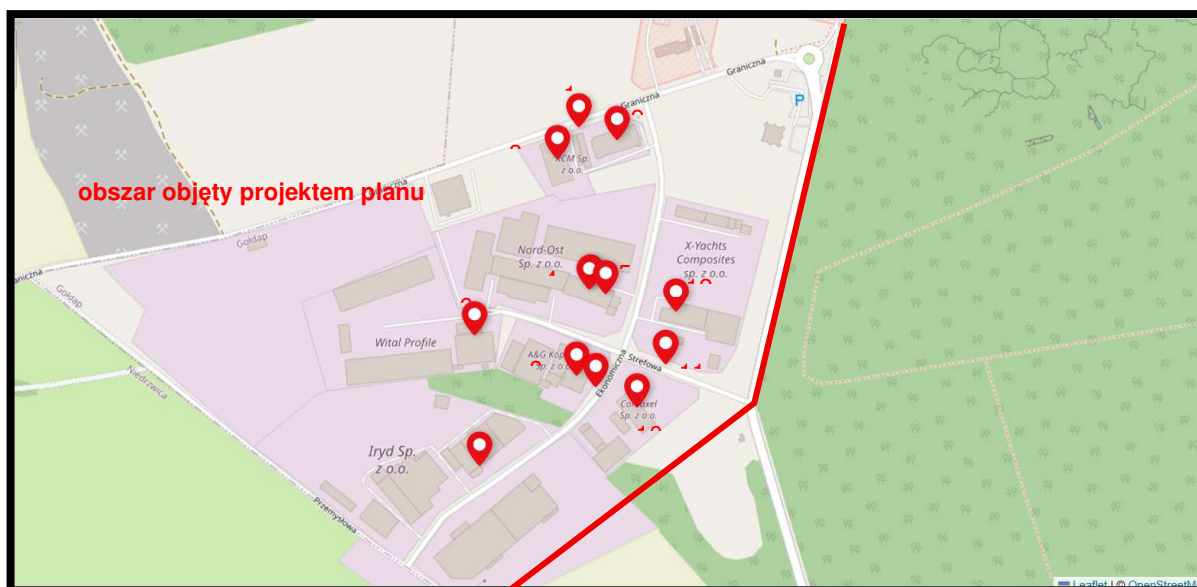 Graniczna
P
Graniczna
KCM Sp.
z o.o.
obszar objęty projektem planu
Gołdap
Nord-Ost
Sp. z o.o.
X-Yachts
Composites
sp. z o.o.
Gołdap
Wital Profile
A&G
Sp. z o.o.
Strefowa
Ekonomiczna
Niedrzwica
Sp. z o.o.
Iryd Sp.
z o.o.
Przemysłowa
Leaflet | © OpenStreetM